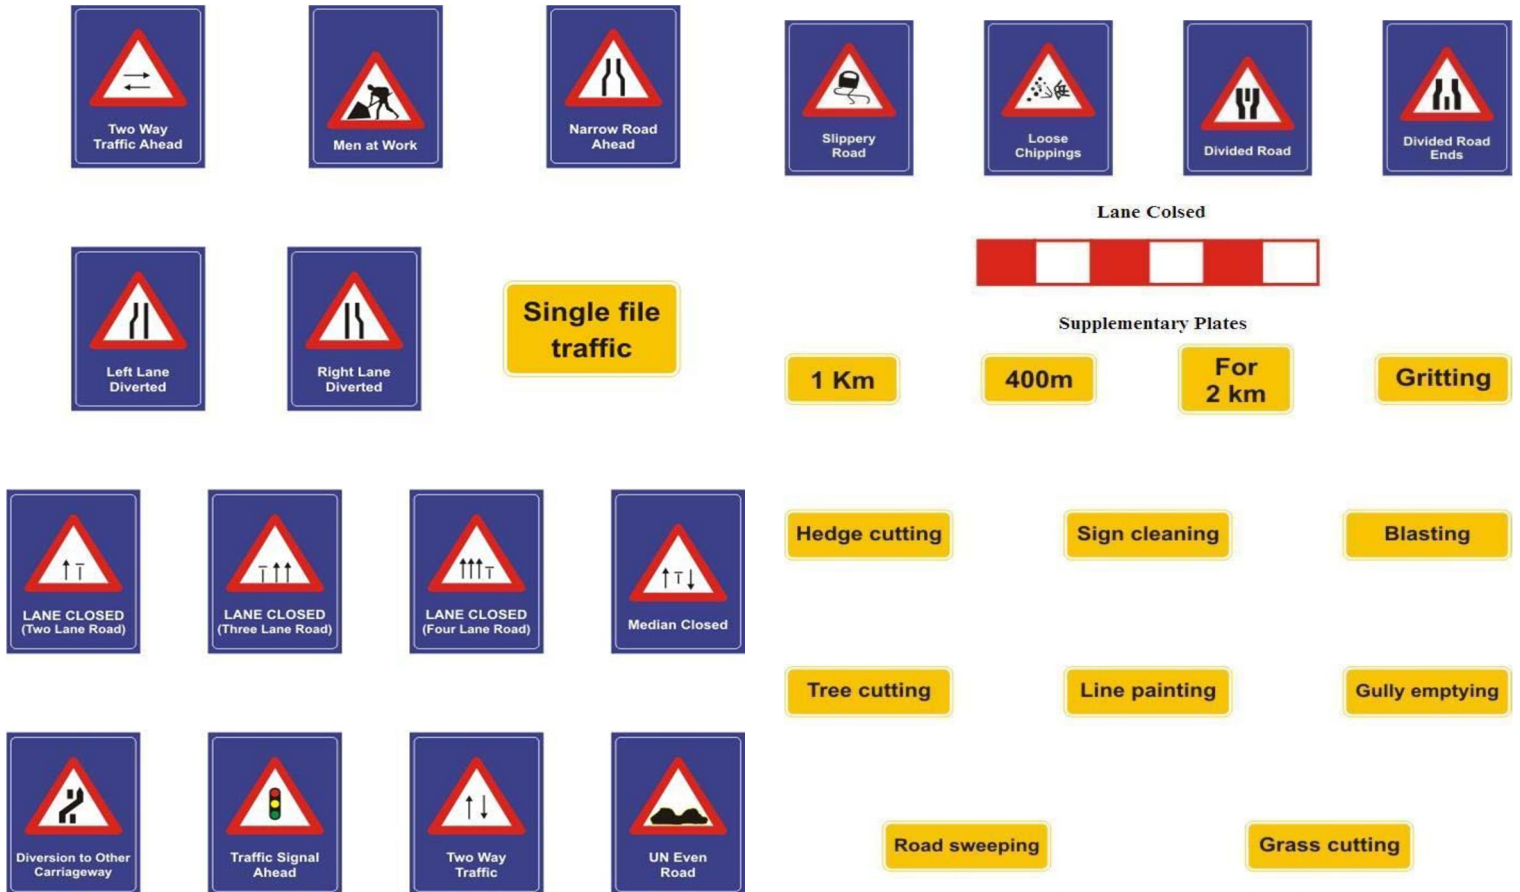 Two Way
Traffic Ahead
Men at Work
Narrow Road
Ahead
Left Lane
Diverted
Right Lane
Diverted
Single file
traffic
LANE CLOSED
(Two Lane Road)
LANE CLOSED
(Three Lane Road)
LANE CLOSED
(Four Lane Road)
Median Closed
Diversion to Other
Carriageway
Traffic Signal
Ahead
Two Way
Traffic
UN Even
Road
Slippery
Road
Loose
Chippings
Divided Road
Divided Road
Ends
Lane Colsed
Supplementary Plates
1 Km
400m
For
2 km
Gritting
Hedge cutting
Sign cleaning
Blasting
Tree cutting
Line painting
Gully emptying
Road sweeping
Grass cutting